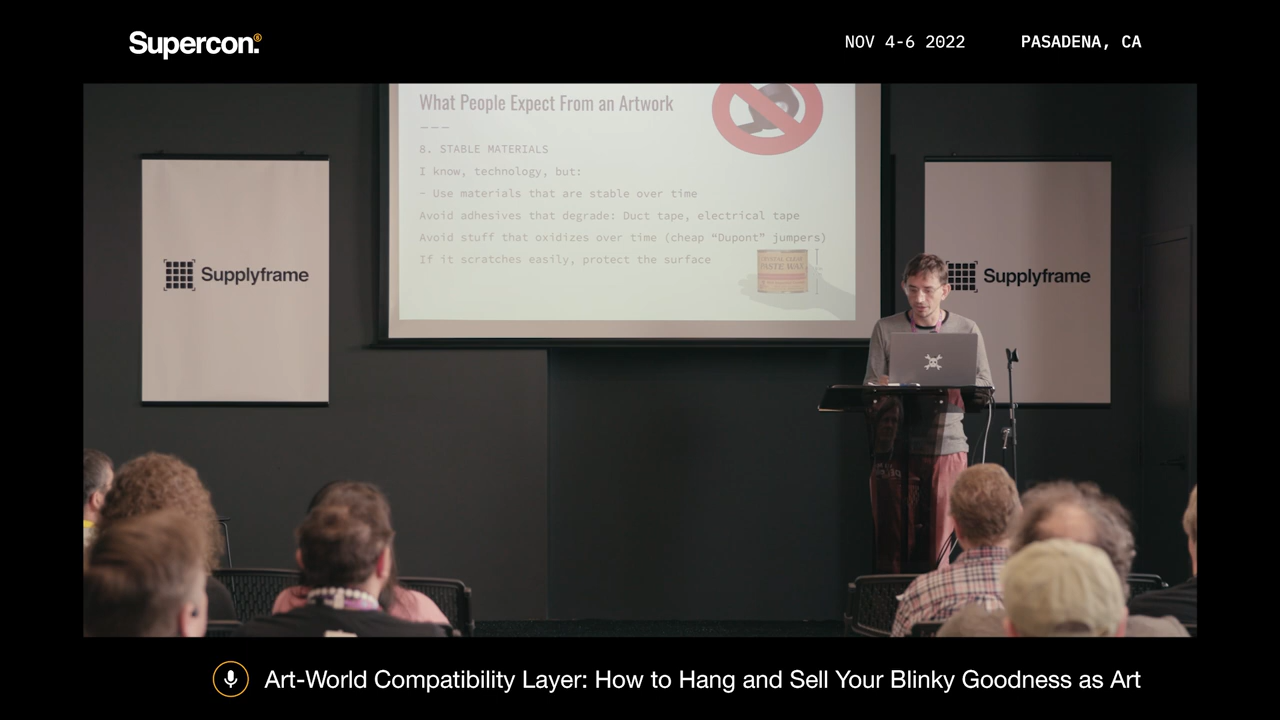 Supercon.6
NOV 4-6 2022
PASADENA, CA
What People Expect From an Artwork
---
8. STABLE MATERIALS
I know, technology, but:
- Use materials that are stable over time
Avoid adhesives that degrade: Duct tape, electrical tape
Avoid stuff that oxidizes over time (cheap “Dupont” jumpers)
If it scratches easily, protect the surface
PASTE WAX
Supplyframe
Supplyframe
Art-World Compatibility Layer: How to Hang and Sell Your Blinky Goodness as Art